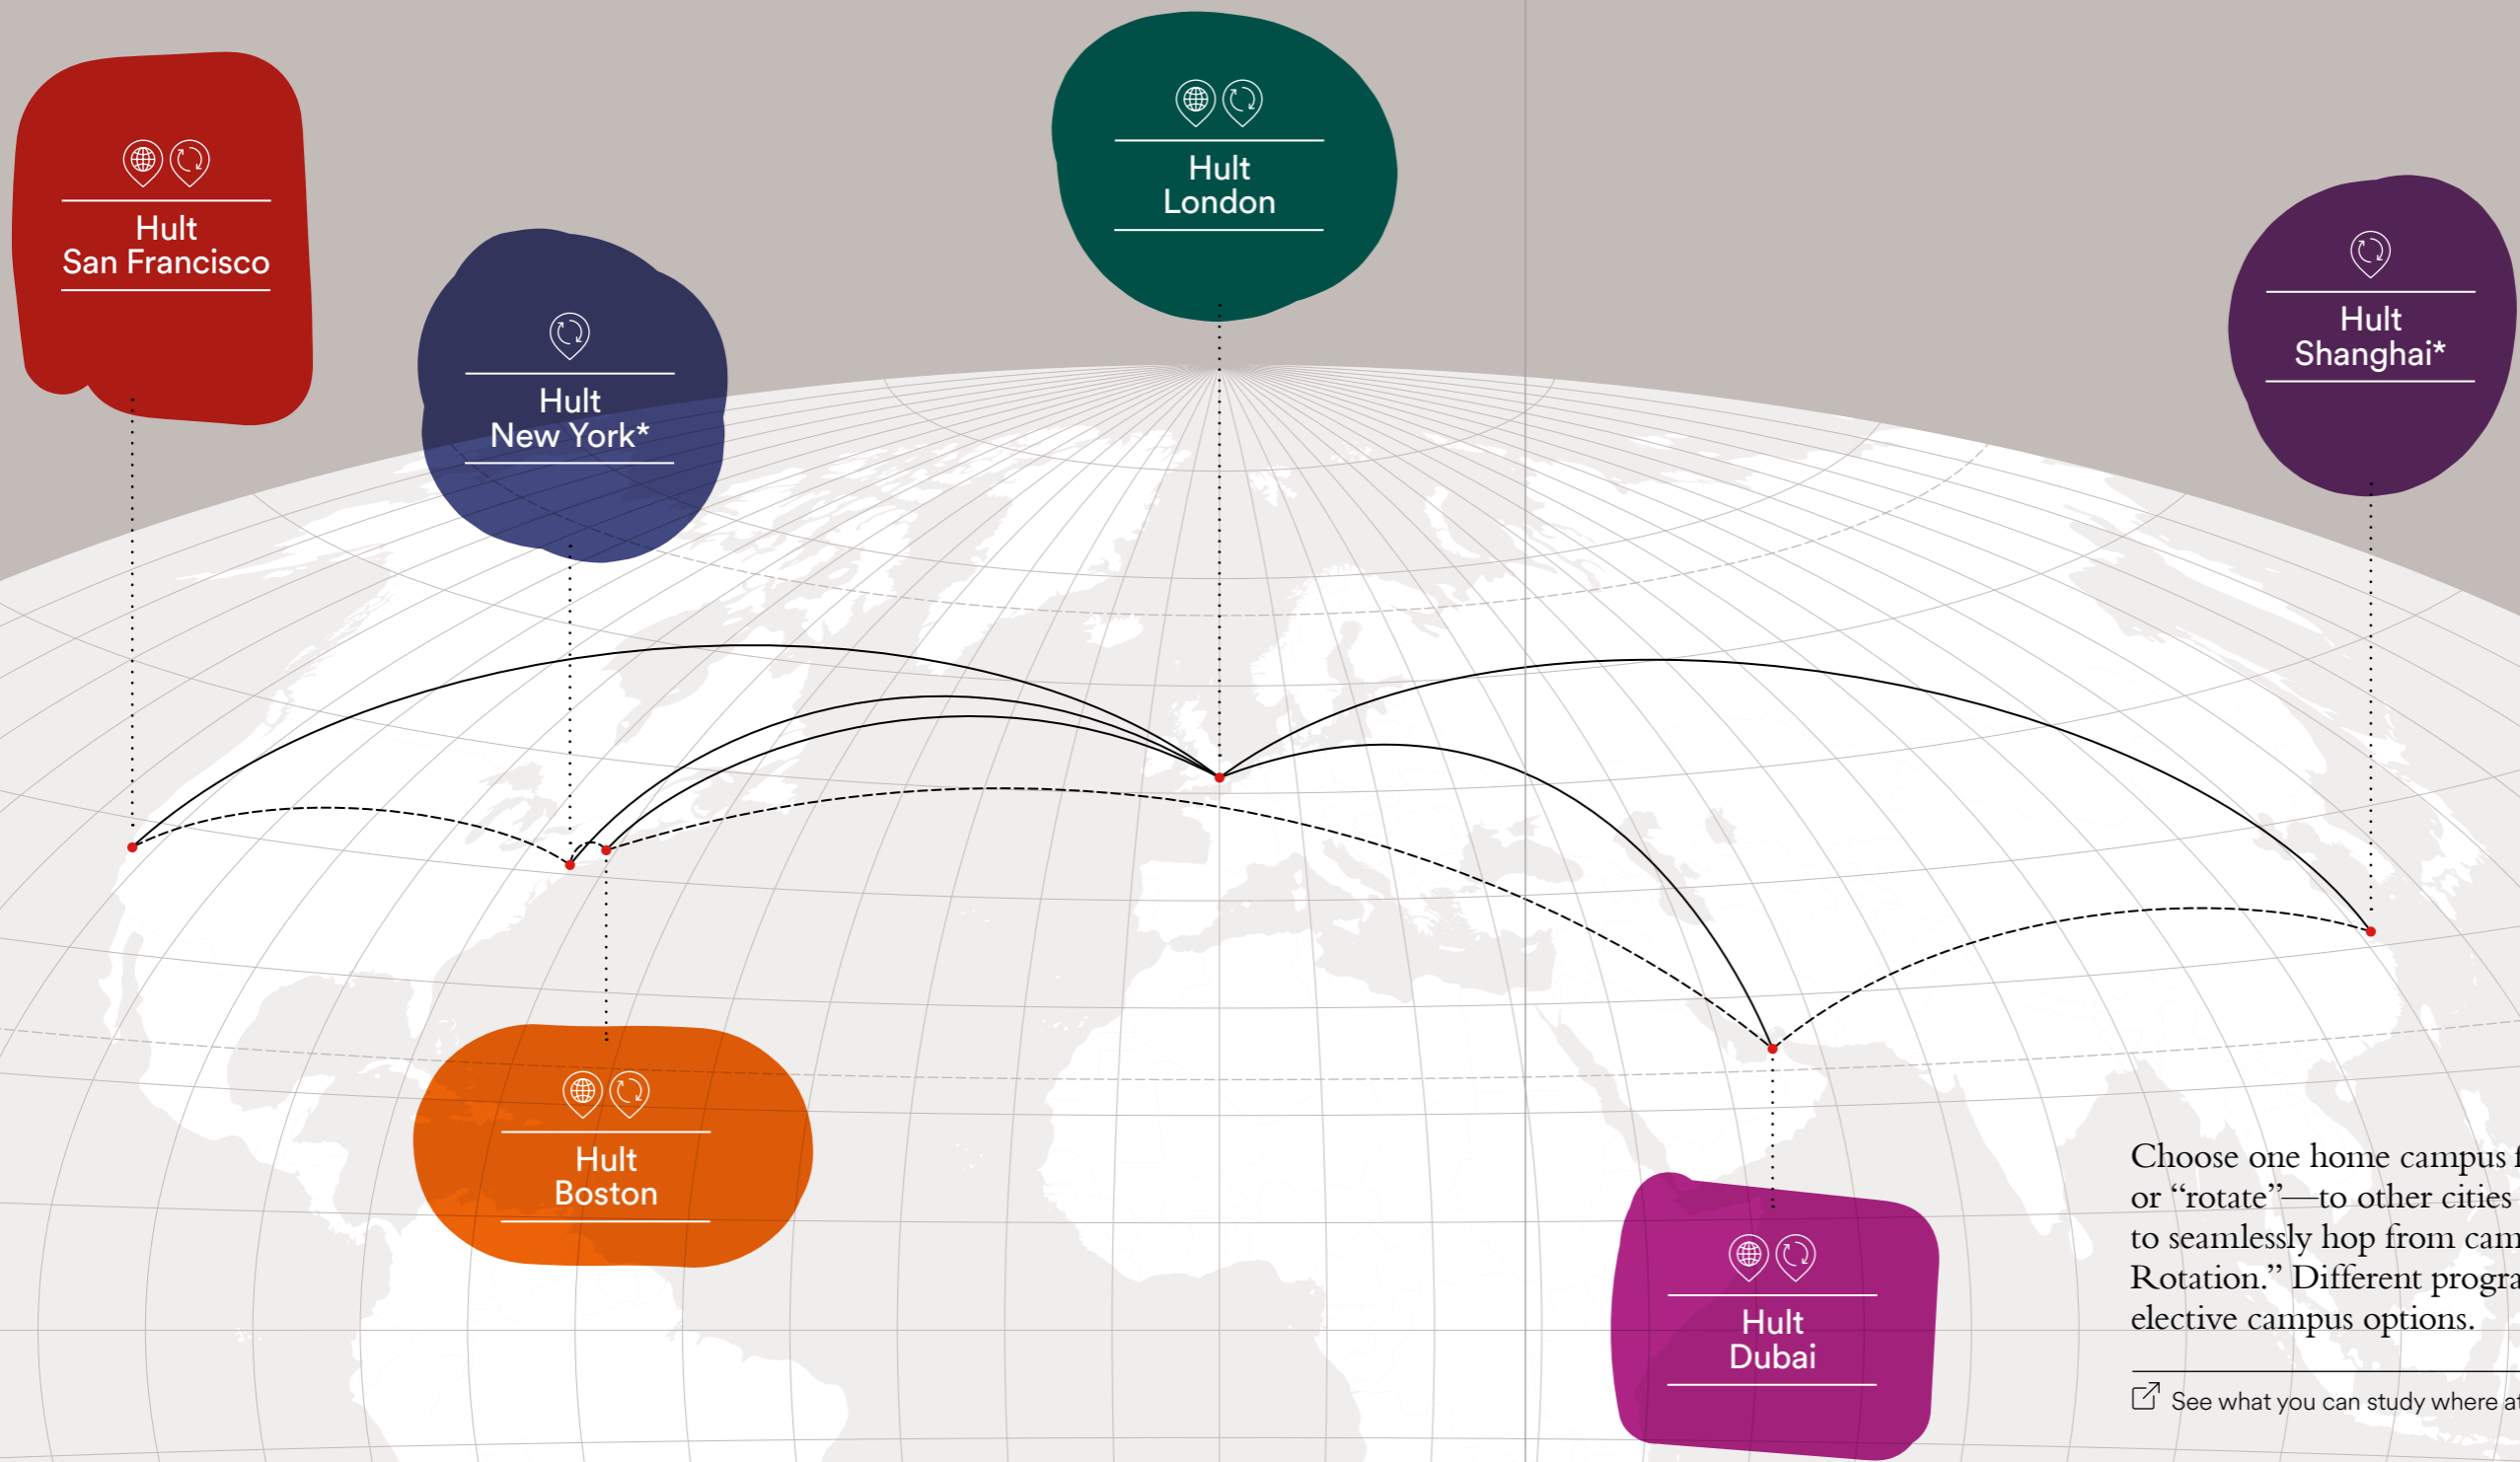 Hult
San Francisco
Hult
New York*
Hult
London
Hult
Shanghai*
Hult
Boston
Hult
Dubai
Choose one home campus
or “rotate”—to other cities
to seamlessly hop from
Rotation.” Different
elective campus options.
See what you can study where